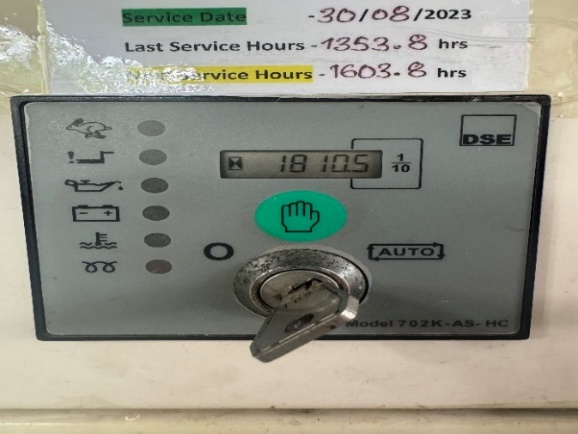 Service Date -30/08/2023
Last Service Hours -1353.8 hrs
Service Hours -1603.8 hrs
DSE
1810.5 1/10
O AUTO
Model 702K-AS-HC